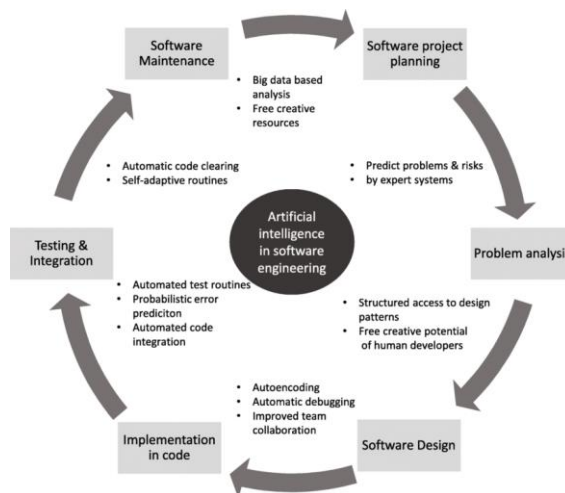 Software
Maintenance
Software project
planning
• Big data based
analysis
• Free creative
resources
• Automatic code clearing
• Self-adaptive routines
• Predict problems & risks
• by expert systems
Artificial
intelligence
in software
engineering
Testing &
Integration
Problem analysis
• Automated test routines
• Probabilistic error
prediciton
• Automated code
integration
• Structured access to design
patterns
• Free creative potential
of human developers
• Autoencoding
• Automatic debugging
• Improved team
collaboration
Implementation
in code
Software Design